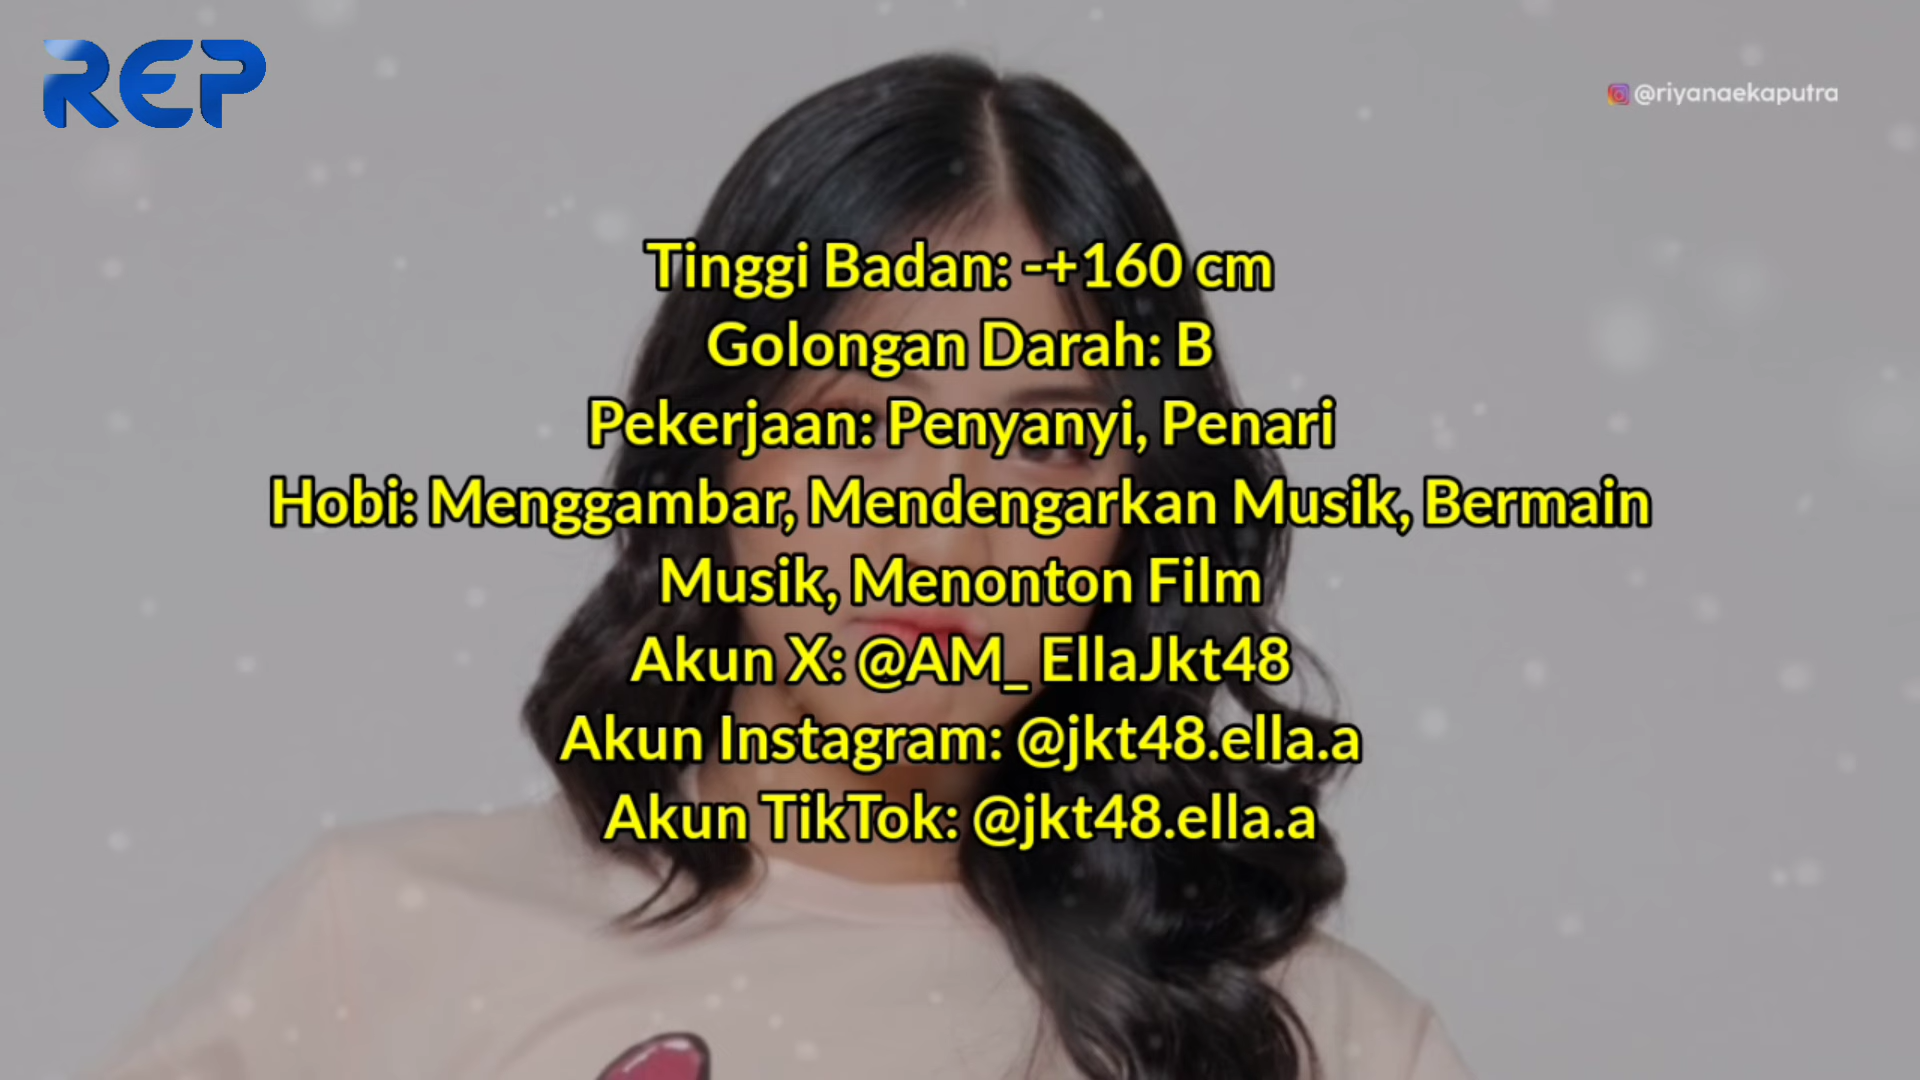 REP
@riyanaekaputra
Tinggi Badan: -+160 cm
Golongan Darah: B
Pekerjaan: Penyanyi, Penari
Hobi: Menggambar, Mendengarkan Musik, Bermain
Musik, Menonton Film
Akun X: @AM_ EllaJkt48
Akun Instagram: @jkt48.ella.a
Akun TikTok: @jkt48.ella.a